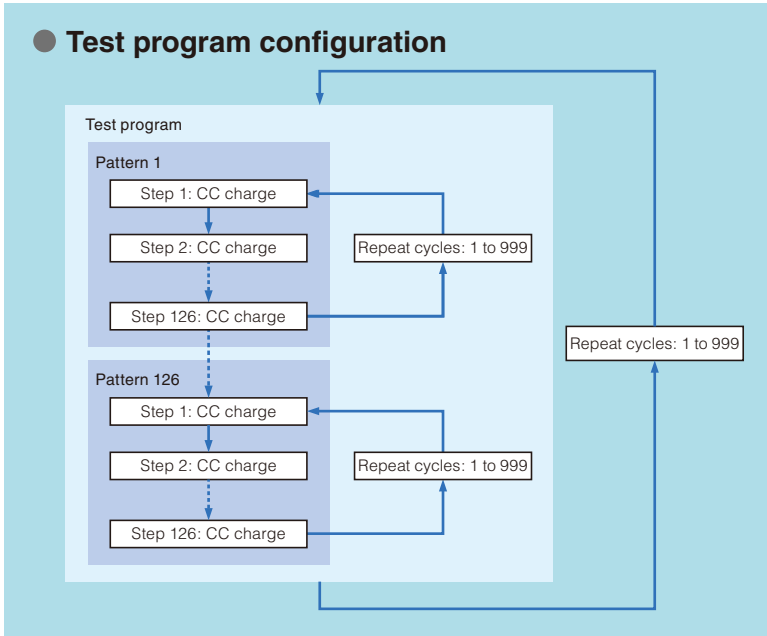 Test program configuration
Test program
Pattern 1
Step 1: CC charge
Step 2: CC charge
Repeat cycles: 1 to 999
Step 126: CC charge
Repeat cycles: 1 to 999
Pattern 126
Step 1: CC charge
Step 2: CC charge
Repeat cycles: 1 to 999
Step 126: CC charge